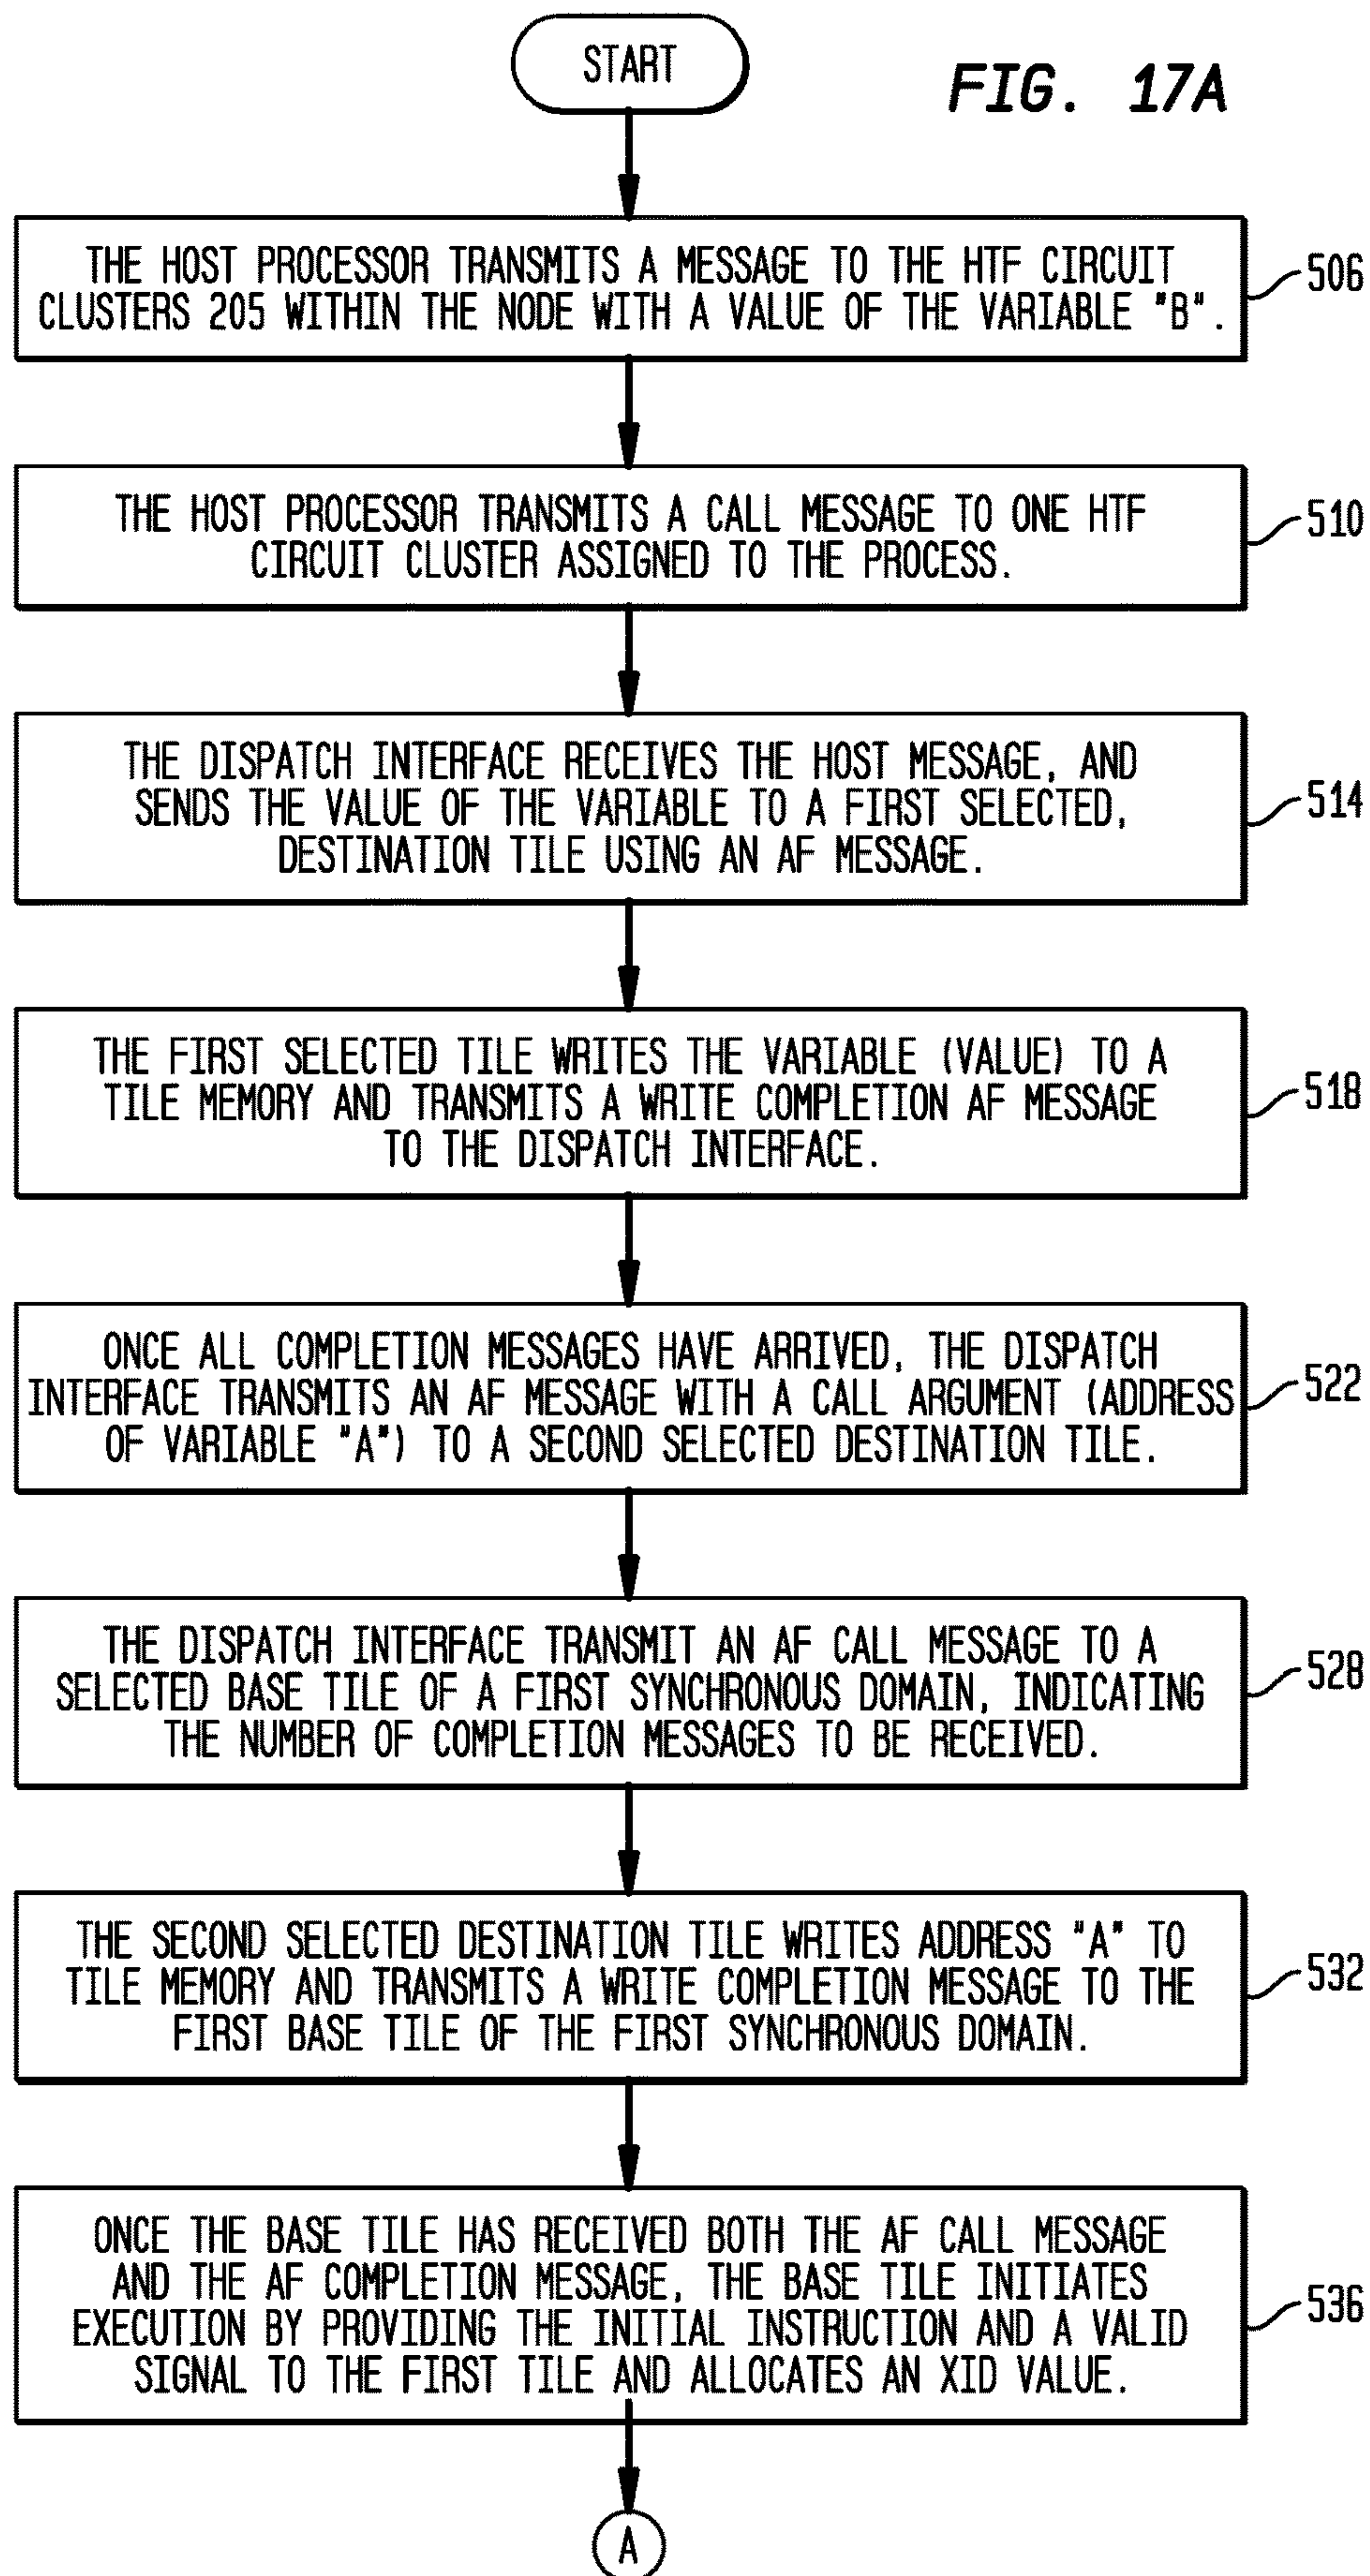 START
FIG. 17A
THE HOST PROCESSOR TRANSMITS A MESSAGE TO THE HTF CIRCUIT
CLUSTERS 205 WITHIN THE NODE WITH A VALUE OF THE VARIABLE "B".
506
THE HOST PROCESSOR TRANSMITS A CALL MESSAGE TO ONE HTF
CIRCUIT CLUSTER ASSIGNED TO THE PROCESS.
510
THE DISPATCH INTERFACE RECEIVES THE HOST MESSAGE, AND
SENDS THE VALUE OF THE VARIABLE TO A FIRST SELECTED,
DESTINATION TILE USING AN AF MESSAGE.
514
THE FIRST SELECTED TILE WRITES THE VARIABLE (VALUE) TO A
TILE MEMORY AND TRANSMITS A WRITE COMPLETION AF MESSAGE
TO THE DISPATCH INTERFACE.
518
ONCE ALL COMPLETION MESSAGES HAVE ARRIVED, THE DISPATCH
INTERFACE TRANSMITS AN AF MESSAGE WITH A CALL ARGUMENT (ADDRESS
OF VARIABLE "A") TO A SECOND SELECTED DESTINATION TILE.
522
THE DISPATCH INTERFACE TRANSMIT AN AF CALL MESSAGE TO A
SELECTED BASE TILE OF A FIRST SYNCHRONOUS DOMAIN, INDICATING
THE NUMBER OF COMPLETION MESSAGES TO BE RECEIVED.
528
THE SECOND SELECTED DESTINATION TILE WRITES ADDRESS "A" TO
TILE MEMORY AND TRANSMITS A WRITE COMPLETION MESSAGE TO THE
FIRST BASE TILE OF THE FIRST SYNCHRONOUS DOMAIN.
532
ONCE THE BASE TILE HAS RECEIVED BOTH THE AF CALL MESSAGE
AND THE AF COMPLETION MESSAGE, THE BASE TILE INITIATES
EXECUTION BY PROVIDING THE INITIAL INSTRUCTION AND A VALID
SIGNAL TO THE FIRST TILE AND ALLOCATES AN XID VALUE.
536
A